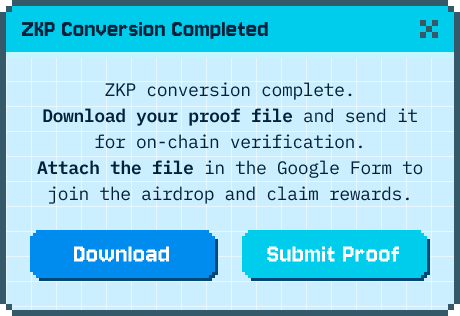 ZKP Conversion Completed
ZKP conversion complete.
Download your proof file and send it
for on-chain verification.
Attach the file in the Google Form to
join the airdrop and claim rewards.
Download
Submit Proof